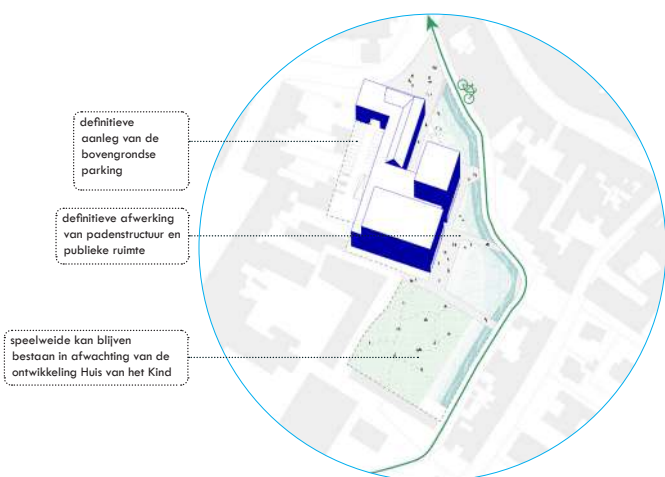 definitieve
aanleg van de
bovengrondse
parking
definitieve afwerking
van padenstructuur en
publieke ruimte
speelweide kan blijven
bestaan in afwachting van de
ontwikkeling Huis van het Kind